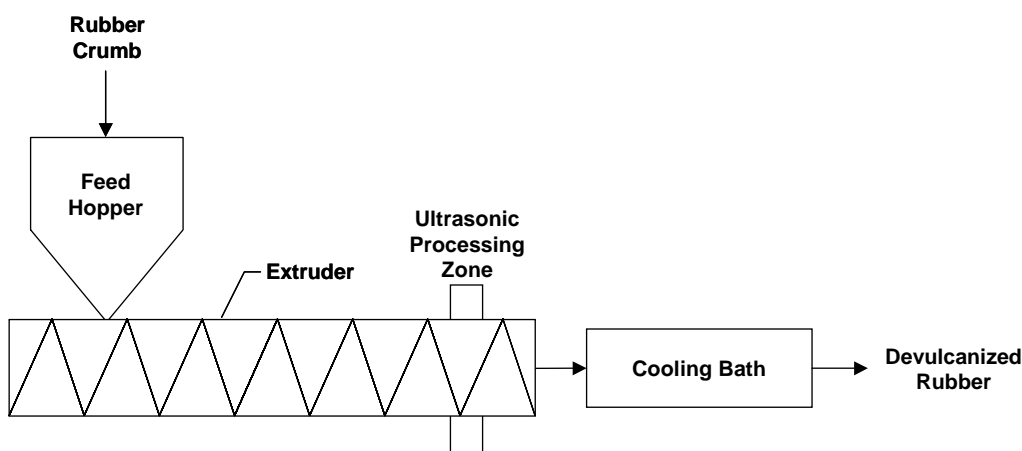 Rubber
Crumb
Feed
Hopper
Ultrasonic
Processing
Zone
Extruder
Cooling Bath
Devulcanized
Rubber